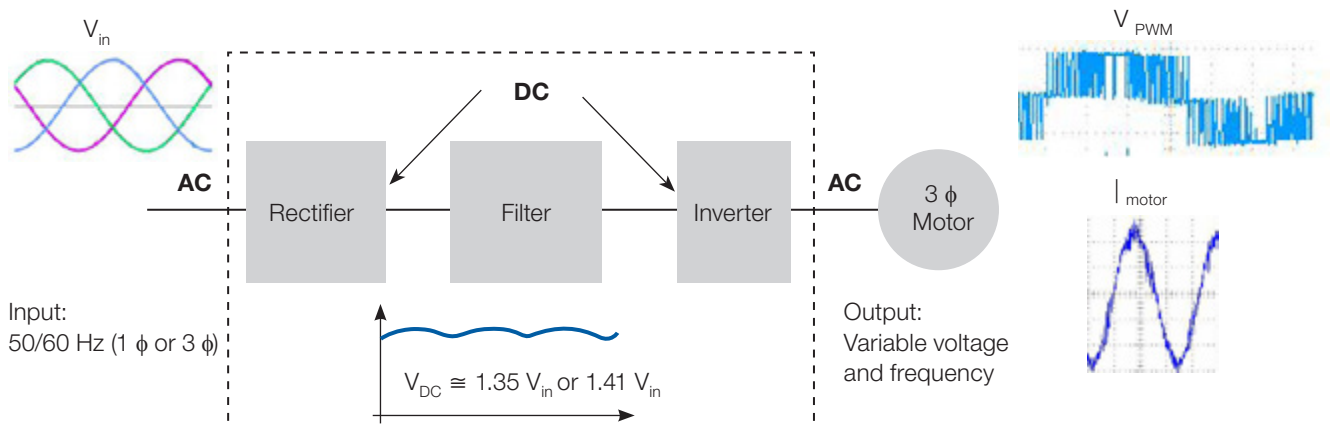 V_in
DC
V_PWM
AC
Rectifier
Filter
Inverter
AC
3 ϕ
Motor
I_motor
Input:
50/60 Hz (1 ϕ or 3 ϕ)
V_DC ≅ 1.35 V_in or 1.41 V_in
Output:
Variable voltage
and frequency